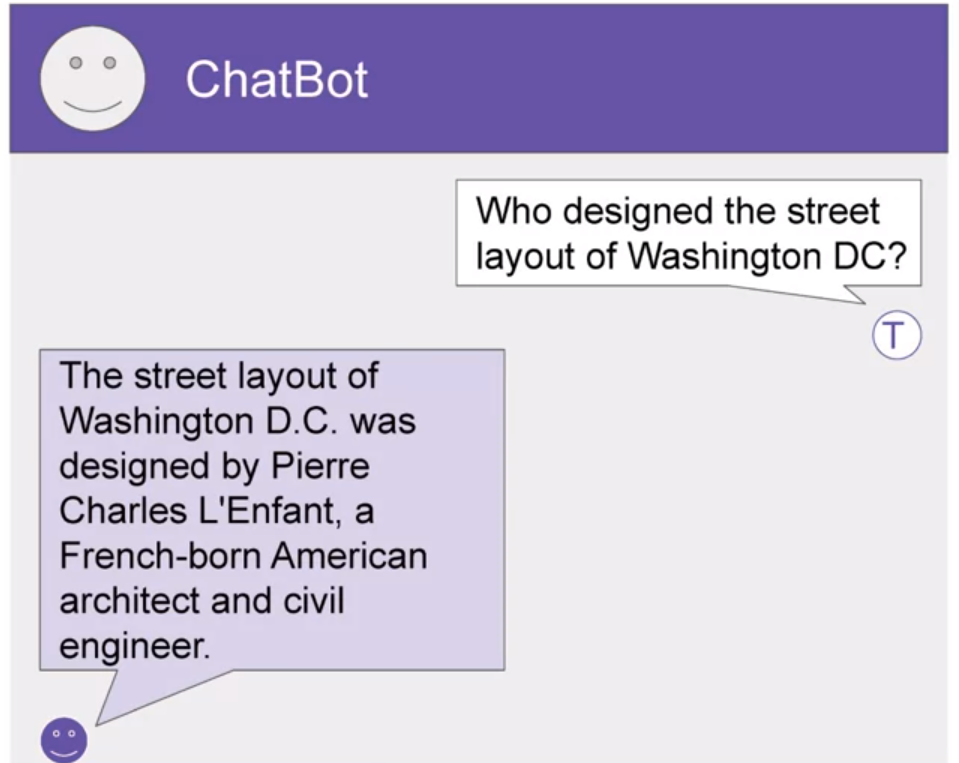 ChatBot
Who designed the street
layout of Washington DC?
T
The street layout of
Washington D.C. was
designed by Pierre
Charles L'Enfant, a
French-born American
architect and civil
engineer.